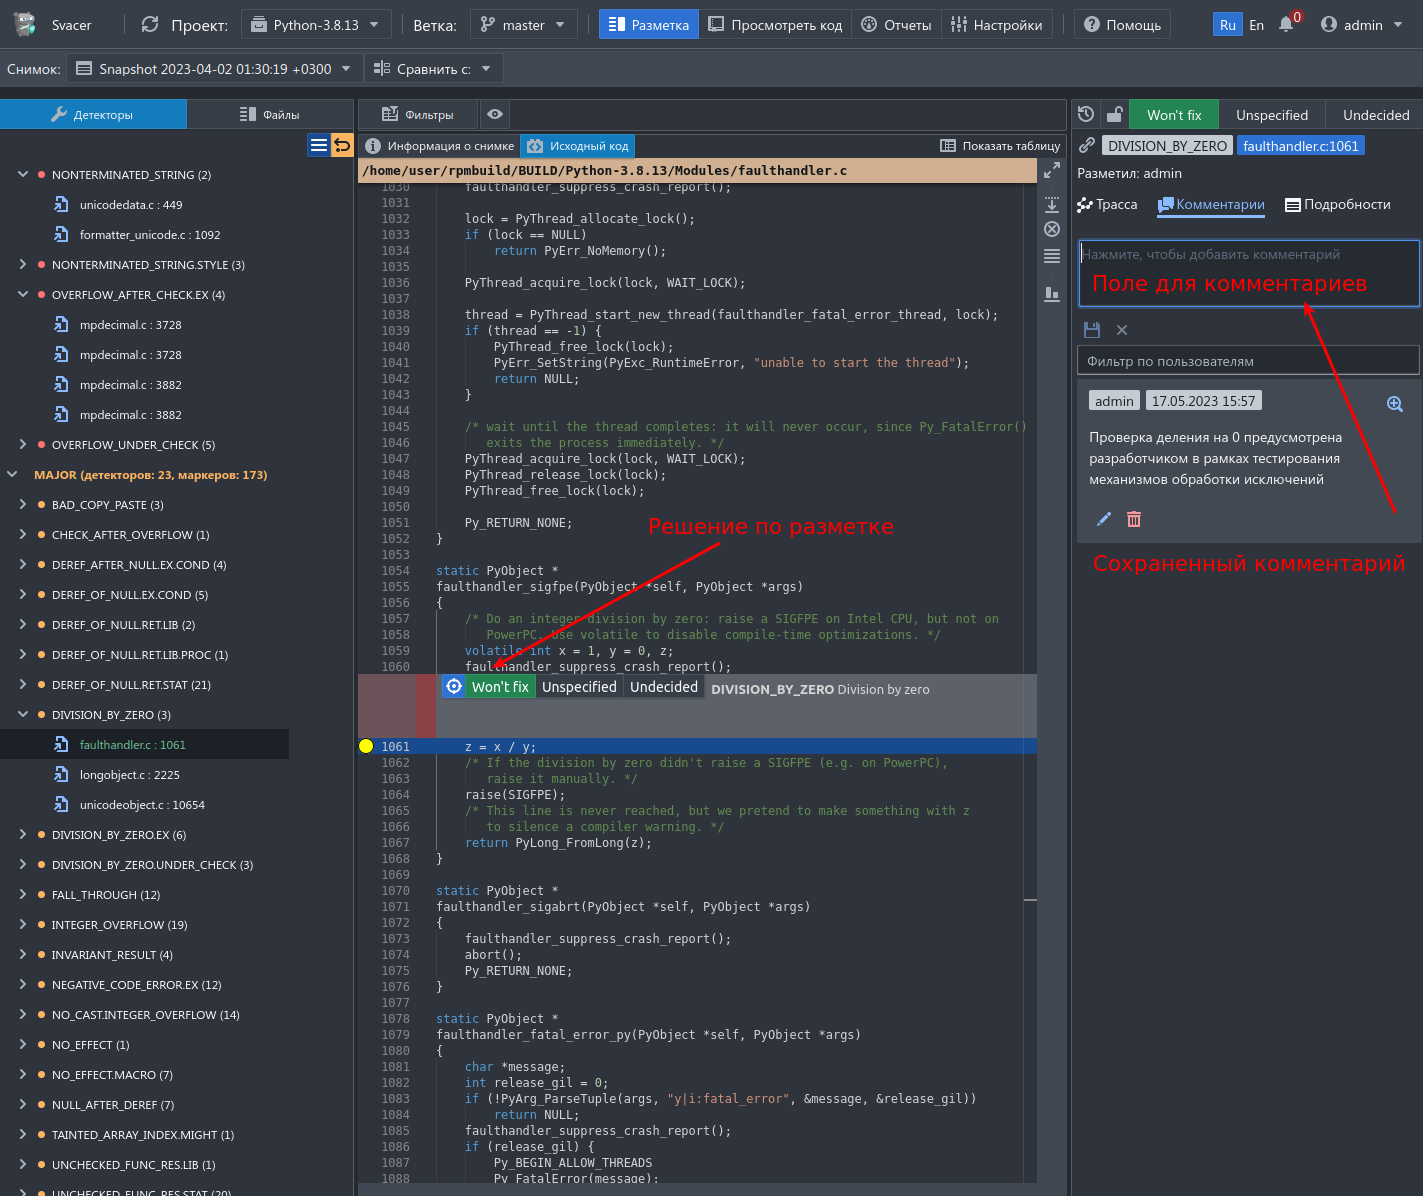 Svacer
Проект:
Python-3.8.13
Ветка:
master
Разметка
Просмотреть код
Отчеты
Настройки
Помощь
Ru
En
0
admin
Снимок:
Snapshot 2023-04-02 01:30:19 +0300
Сравнить с:
Детекторы
Файлы
NONTERMINATED_STRING (2)
unicodedata.c : 449
formatter_unicode.c : 1092
NONTERMINATED_STRING.STYLE (3)
OVERFLOW_AFTER_CHECK.EX (4)
mpdecimal.c : 3728
mpdecimal.c : 3728
mpdecimal.c : 3882
mpdecimal.c : 3882
OVERFLOW_UNDER_CHECK (5)
MAJOR (детекторов: 23, маркеров: 173)
BAD_COPY_PASTE (3)
CHECK_AFTER_OVERFLOW (1)
DEREF_AFTER_NULL.EX.COND (4)
DEREF_OF_NULL.EX.COND (5)
DEREF_OF_NULL.RET.LIB (2)
DEREF_OF_NULL.RET.LIB.PROC (1)
DEREF_OF_NULL.RET.STAT (21)
DIVISION_BY_ZERO (3)
faulthandler.c : 1061
longobject.c : 2225
unicodeobject.c : 10654
DIVISION_BY_ZERO.EX (6)
DIVISION_BY_ZERO.UNDER_CHECK (3)
FALL_THROUGH (12)
INTEGER_OVERFLOW (19)
INVARIANT_RESULT (4)
NEGATIVE_CODE_ERROR.EX (12)
NO_CAST.INTEGER_OVERFLOW (14)
NO_EFFECT (1)
NO_EFFECT.MACRO (7)
NULL_AFTER_DEREF (7)
TAINTED_ARRAY_INDEX.MIGHT (1)
UNCHECKED_FUNC_RES.LIB (1)
UNCHECKED_FUNC_RES.STAT (20)
Фильтры
Информация о снимке
Исходный код
Показать таблицу
/home/user/rpmbuild/BUILD/Python-3.8.13/Modules/faulthandler.c
1030 faulthandler_suppress_crash_report();
1031
1032 lock = PyThread_allocate_lock();
1033 if (lock == NULL)
1034 return PyErr_NoMemory();
1035
1036 PyThread_acquire_lock(lock, WAIT_LOCK);
1037
1038 thread = PyThread_start_new_thread(faulthandler_fatal_error_thread, lock);
1039 if (thread == -1) {
1040 PyThread_free_lock(lock);
1041 PyErr_SetString(PyExc_RuntimeError, "unable to start the thread");
1042 return NULL;
1043 }
1044
1045 /* wait until the thread completes: it will never occur, since Py_FatalError()
1046 exits the process immediately. */
1047 PyThread_acquire_lock(lock, WAIT_LOCK);
1048 PyThread_release_lock(lock);
1049 PyThread_free_lock(lock);
1050
1051 Py_RETURN_NONE;
1052 }
Решение по разметке
1053
1054 static PyObject *
1055 faulthandler_sigfpe(PyObject *self, PyObject *args)
1056 {
1057 /* Do an integer division by zero: raise a SIGFPE on Intel CPU, but not on
1058 PowerPC. Use volatile to disable compile-time optimizations. */
1059 volatile int x = 1, y = 0, z;
1060 faulthandler_suppress_crash_report();
Won't fix Unspecified Undecided DIVISION_BY_ZERO Division by zero
1061 z = x / y;
1062 /* If the division by zero didn't raise a SIGFPE (e.g. on PowerPC),
1063 raise it manually. */
1064 raise(SIGFPE);
1065 /* This line is never reached, but we pretend to make something with z
1066 to silence a compiler warning. */
1067 return PyLong_FromLong(z);
1068 }
1069
1070 static PyObject *
1071 faulthandler_sigabrt(PyObject *self, PyObject *args)
1072 {
1073 faulthandler_suppress_crash_report();
1074 abort();
1075 Py_RETURN_NONE;
1076 }
1077
1078 static PyObject *
1079 faulthandler_fatal_error_py(PyObject *self, PyObject *args)
1080 {
1081 char *message;
1082 int release_gil = 0;
1083 if (!PyArg_ParseTuple(args, "y|i:fatal_error", &message, &release_gil))
1084 return NULL;
1085 faulthandler_suppress_crash_report();
1086 if (release_gil) {
1087 Py_BEGIN_ALLOW_THREADS
1088 Py_FatalError(message);
Won't fix
Unspecified
Undecided
DIVISION_BY_ZERO
faulthandler.c:1061
Разметил: admin
Трасса
Комментарии
Подробности
Нажмите, чтобы добавить комментарий
Поле для комментариев
Фильтр по пользователям
admin
17.05.2023 15:57
Проверка деления на 0 предусмотрена
разработчиком в рамках тестирования
механизмов обработки исключений
Сохраненный комментарий